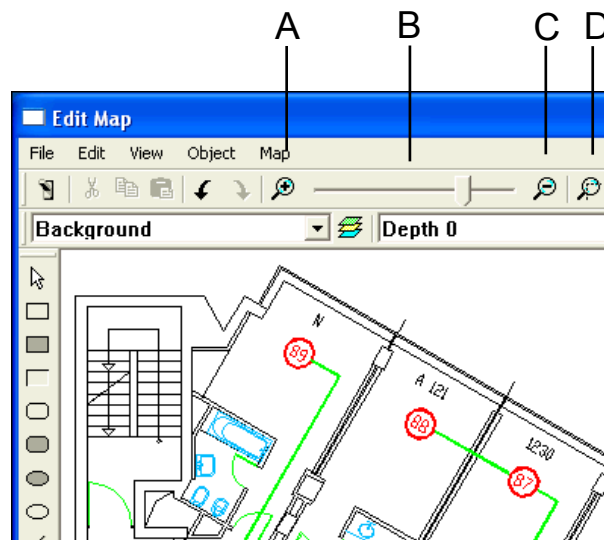 A B C D
Edit Map
File Edit View Object Map
Background Depth 0
N
89
A 121
88
1230
87